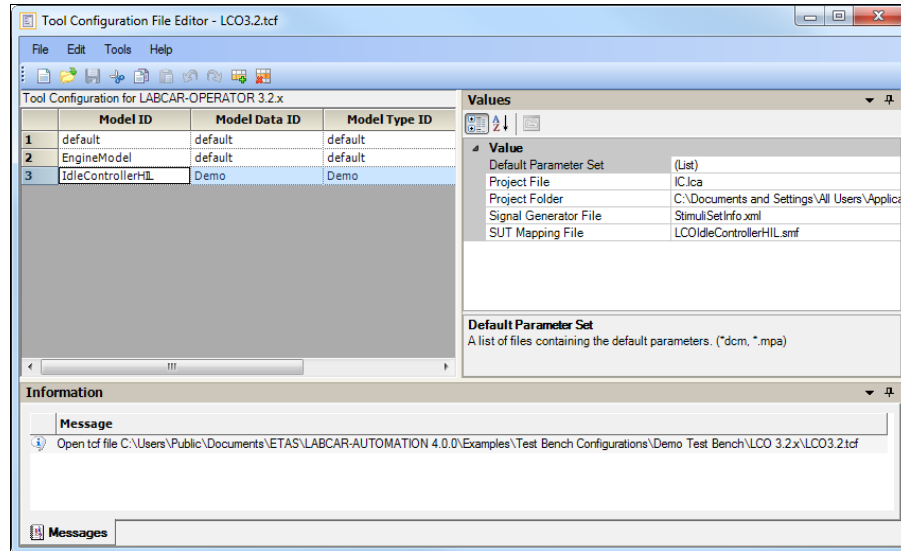 Tool Configuration File Editor - LCO3.2.tcf
File Edit Tools Help
Tool Configuration for LABCAR-OPERATOR 3.2.x
Model ID Model Data ID Model Type ID
1 default default default
2 EngineModel default default
3 IdleControllerHIL Demo Demo
Values
Value
Default Parameter Set (List)
Project File IC.lca
Project Folder C:\Documents and Settings\All Users\Applica
Signal Generator File StimuliSetInfo.xml
SUT Mapping File LCOIdleControllerHIL.smf
Default Parameter Set
A list of files containing the default parameters. (*dcm, *.mpa)
Information
Message
Open tcf file C:\Users\Public\Documents\ETAS\LABCAR-AUTOMATION 4.0.0\Examples\Test Bench Configurations\Demo Test Bench\LCO 3.2.x\LCO3.2.tcf
Messages